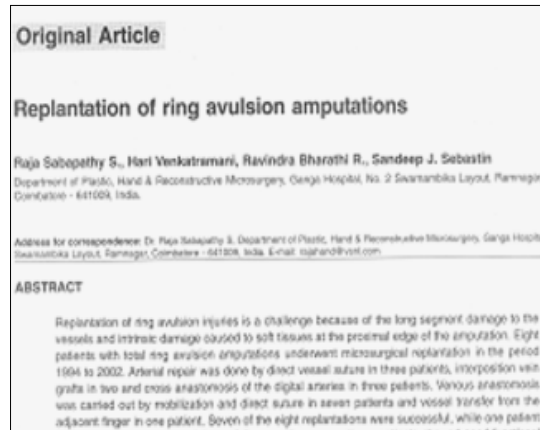 Original Article
Replantation of ring avulsion amputations
Raja Sabapathy S., Hari Venkatramani, Ravindra Bharathi R., Sandeep J. Sebastin
Department of Plastic, Hand & Reconstructive Microsurgery, Ganga Hospital, No. 2 Swarnambika Layout, Ramnagar,
Coimbatore - 641009, India.
Address for correspondence: Dr. Raja Sabapathy S. Department of Plastic, Hand & Reconstructive Microsurgery, Ganga Hospit
Swarnambika Layout, Ramnagar, Coimbatore - 641009, India. E-mail:
ABSTRACT
Replantation of ring avulsion injuries is a challenge because of the long segment damage to the
vessels and intrinsic damage caused to soft tissues at the proximal edge of the amputation. Eight
patients with total ring avulsion amputations underwent microsurgical replantation in the period
1994 to 2002. Arterial repair was done by direct vessel suture in three patients, interposition vein
grafts in two and cross anastomosis of the digital arteries in three patients. Venous anastomosis
was carried out by mobilization and direct suture in seven patients and vessel transfer from the
adjacent finger in one patient. Seven of the eight replantations were successful, while one patient